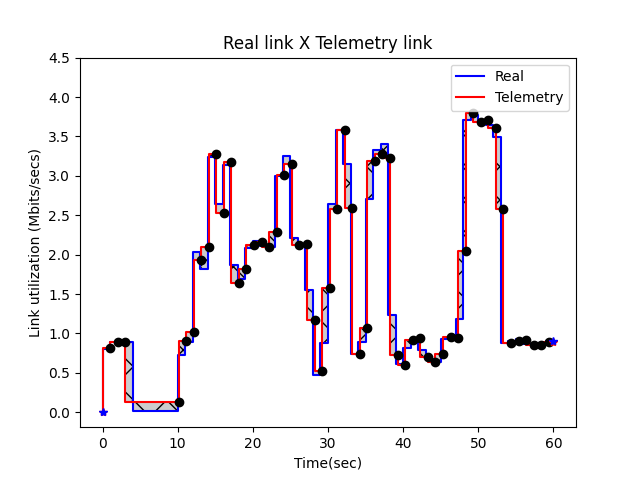 Real link X Telemetry link
Real
Telemetry
4.5
4.0
3.5
3.0
2.5
2.0
1.5
1.0
0.5
0.0
Link utilization (Mbits/secs)
0 10 20 30 40 50 60
Time(sec)